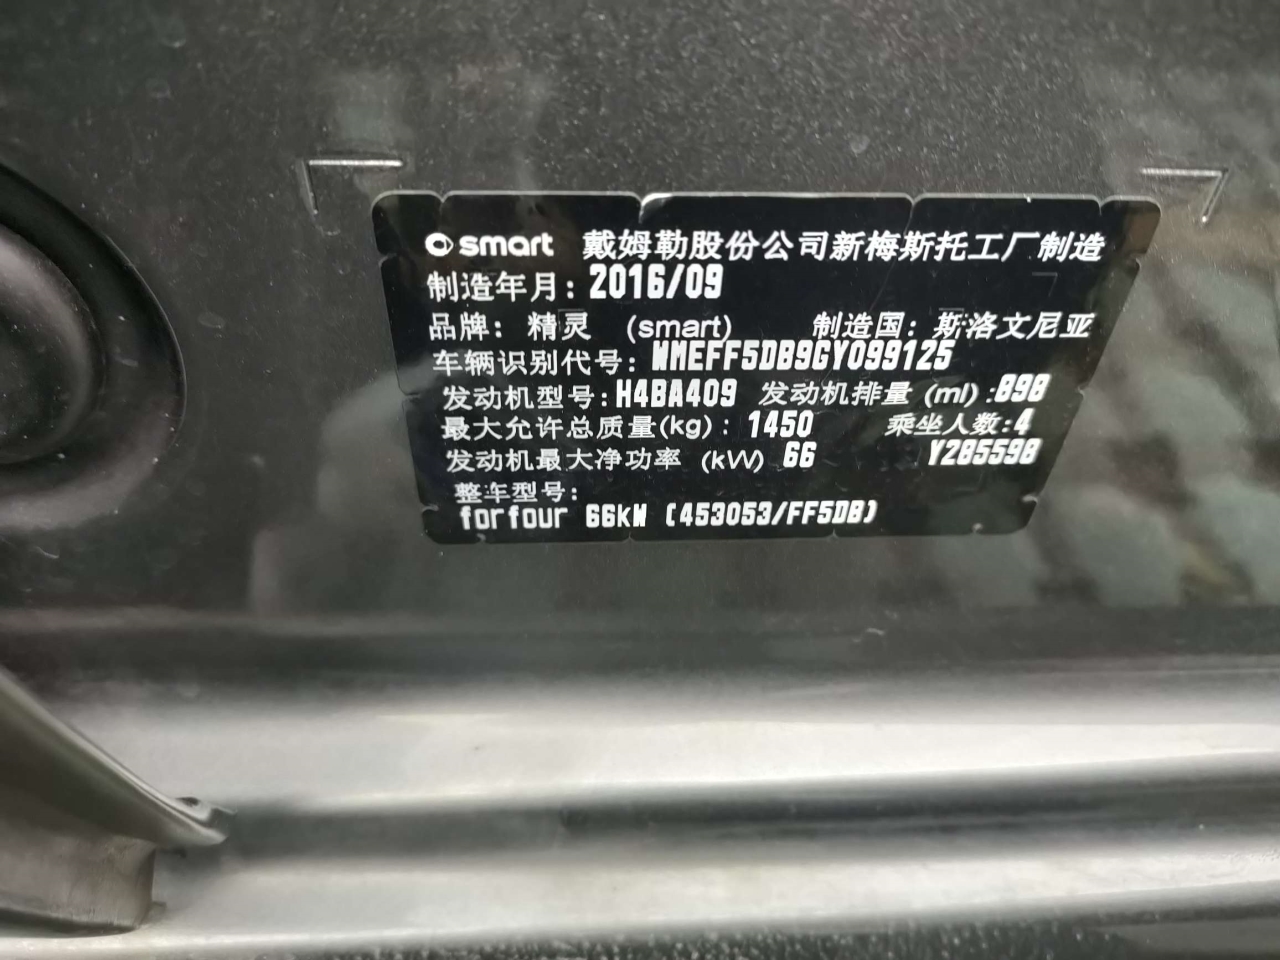 smart 戴姆勒股份公司新梅斯托工厂制造
制造年月: 2016/09
品牌: 精灵 (smart) 制造国: 斯洛文尼亚
车辆识别代号: WMEFF5DB9GY099125
发动机型号: H4BA409 发动机排量 (ml) :898
最大允许总质量(kg) : 1450 乘坐人数:4
发动机最大净功率 (kW) 66 Y285598
整车型号:
forfour 66kW (453053/FF5DB)